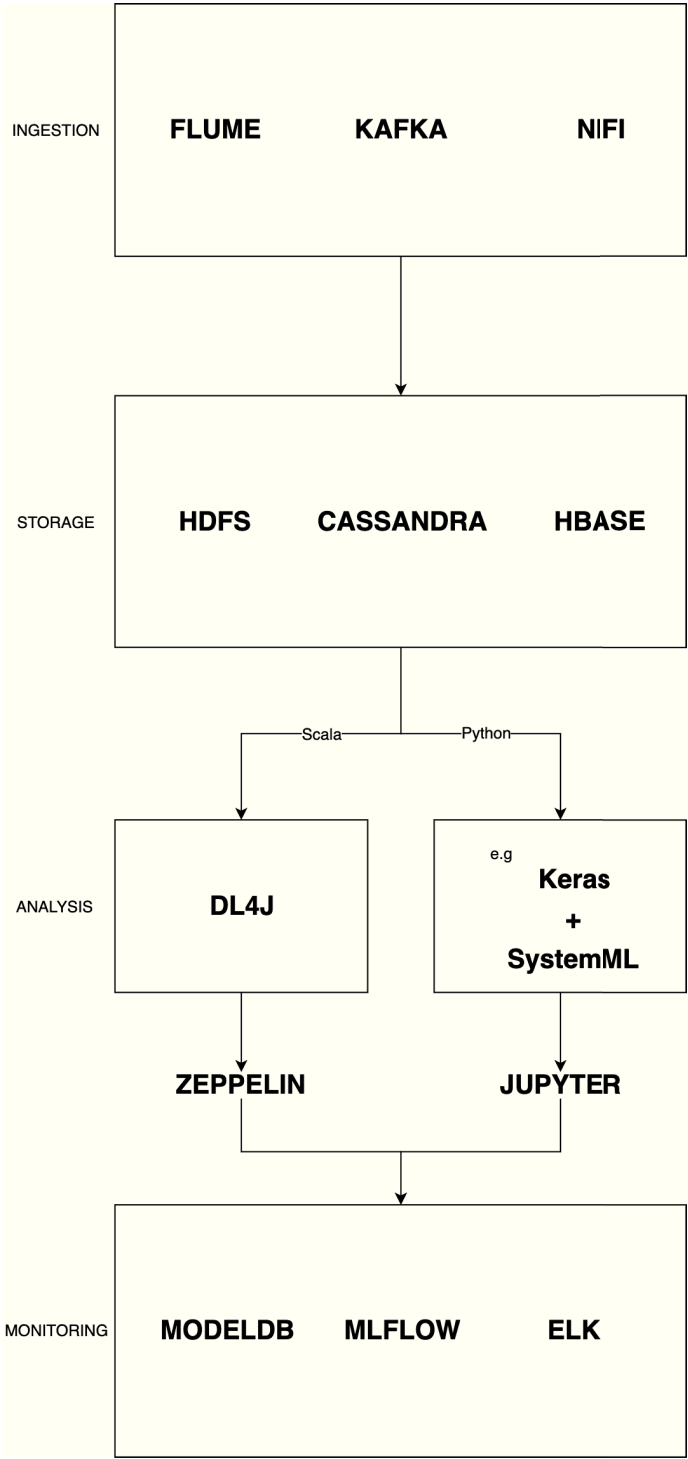 INGESTION
FLUME KAFKA NIFI
STORAGE
HDFS CASSANDRA HBASE
Scala Python
ANALYSIS
DL4J
e.g
Keras
+
SystemML
ZEPPELIN JUPYTER
MONITORING
MODELDB MLFLOW ELK